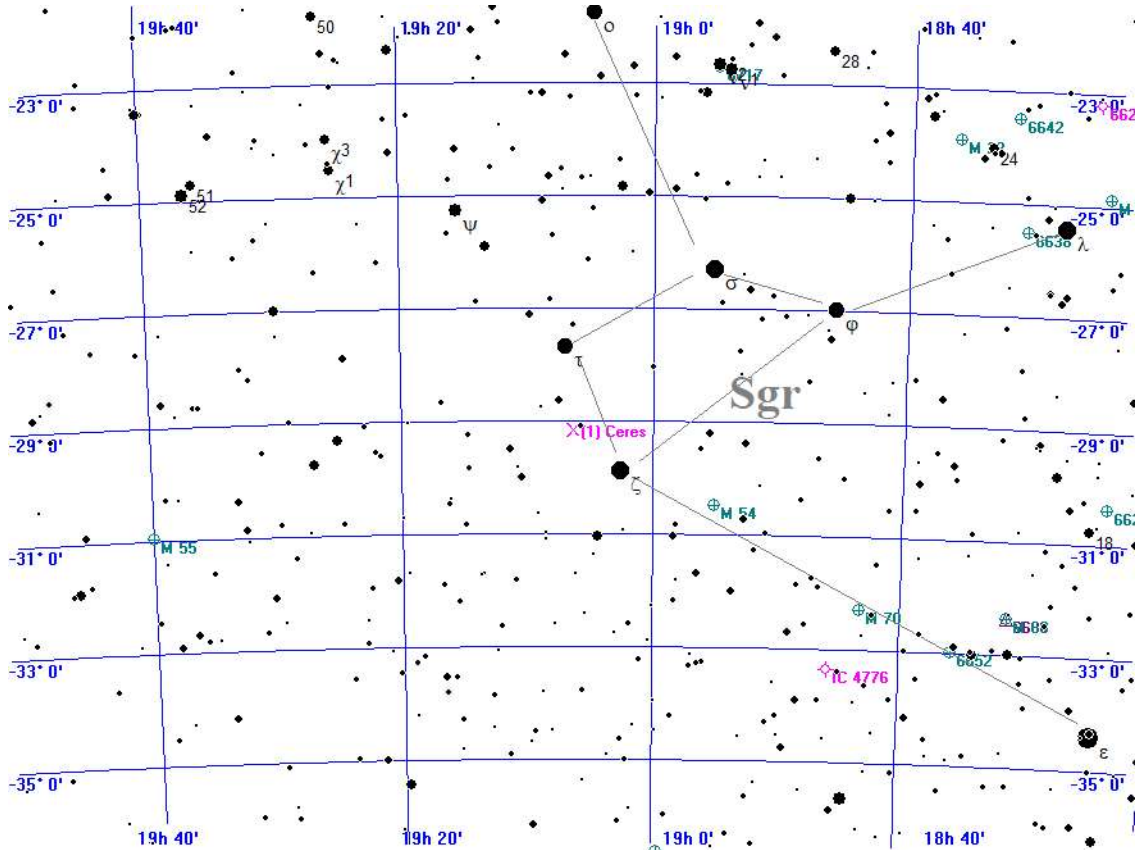 19h 40' 19h 20' 19h 0' 18h 40'
50
ο
28
ν1
-23° 0' -23° 0'
6642
662
χ3
24
χ1
51
52
M
-25° 0' -25° 0'
ψ
6638
λ
σ
-27° 0' -27° 0'
φ
τ
Sgr
(1) Ceres
-29° 0' -29° 0'
ζ
M 54
662
18
M 55
-31° 0' -31° 0'
M 70
6652
-33° 0' -33° 0'
IC 4776
ε
-35° 0' -35° 0'
19h 40' 19h 20' 19h 0' 18h 40'